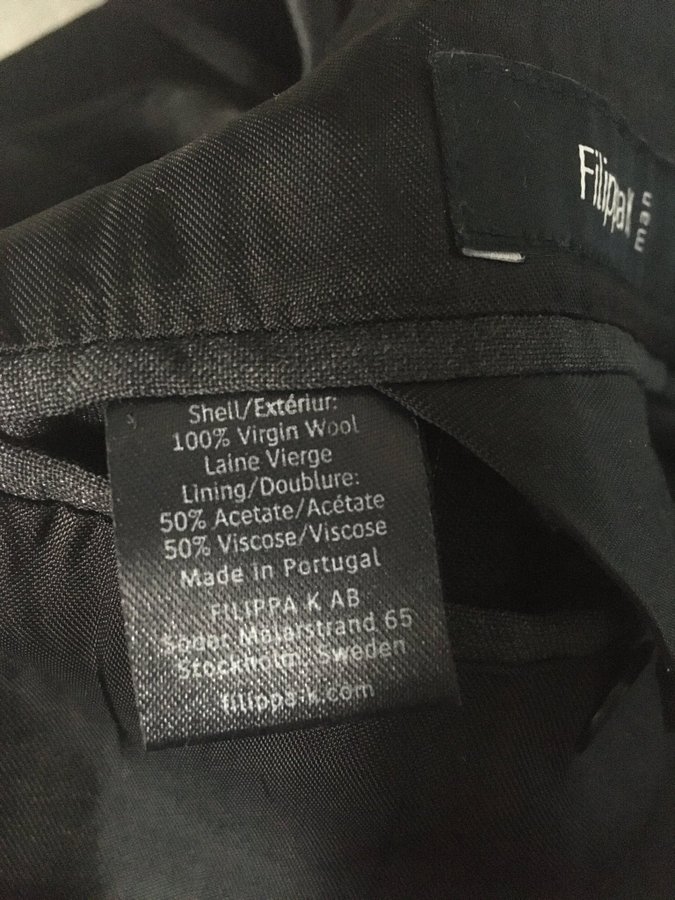 Filippa K
man
Shell/Extériur:
100% Virgin Wool
Laine Vierge
Lining/Doublure:
50% Acetate/Acétate
50% Viscose/Viscose
Made in Portugal
FILIPPA K AB
Söder Mälarstrand 65
Stockholm, Sweden
filippa-k.com